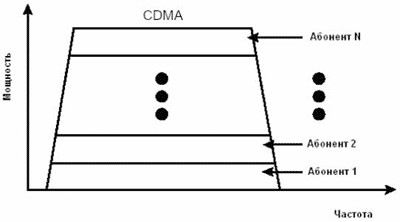 CDMA
Мощность
Абонент N
Абонент 2
Абонент 1
Частота